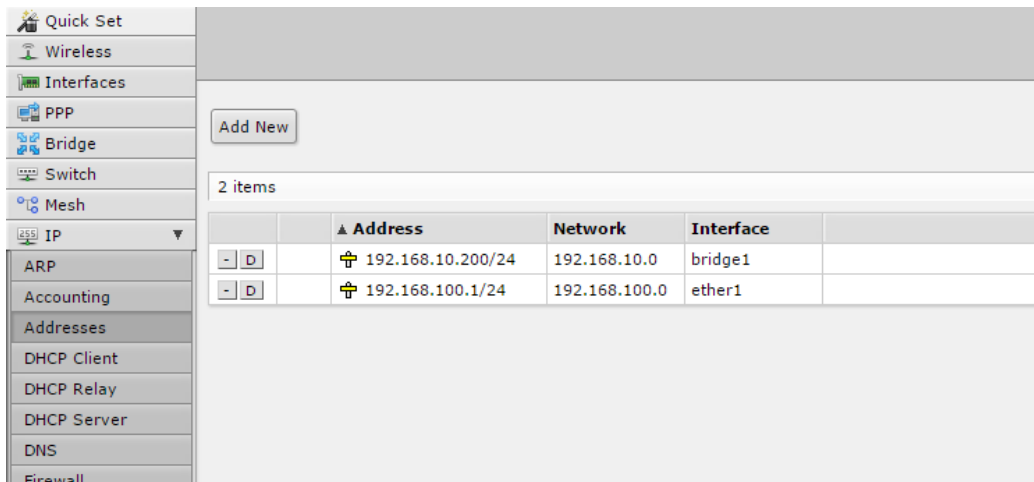 Quick Set
Wireless
Interfaces
PPP
Bridge
Switch
Mesh
255 IP ▼
ARP
Accounting
Addresses
DHCP Client
DHCP Relay
DHCP Server
DNS
Firewall
Add New
2 items
▲ Address Network Interface
- D 192.168.10.200/24 192.168.10.0 bridge1
- D 192.168.100.1/24 192.168.100.0 ether1